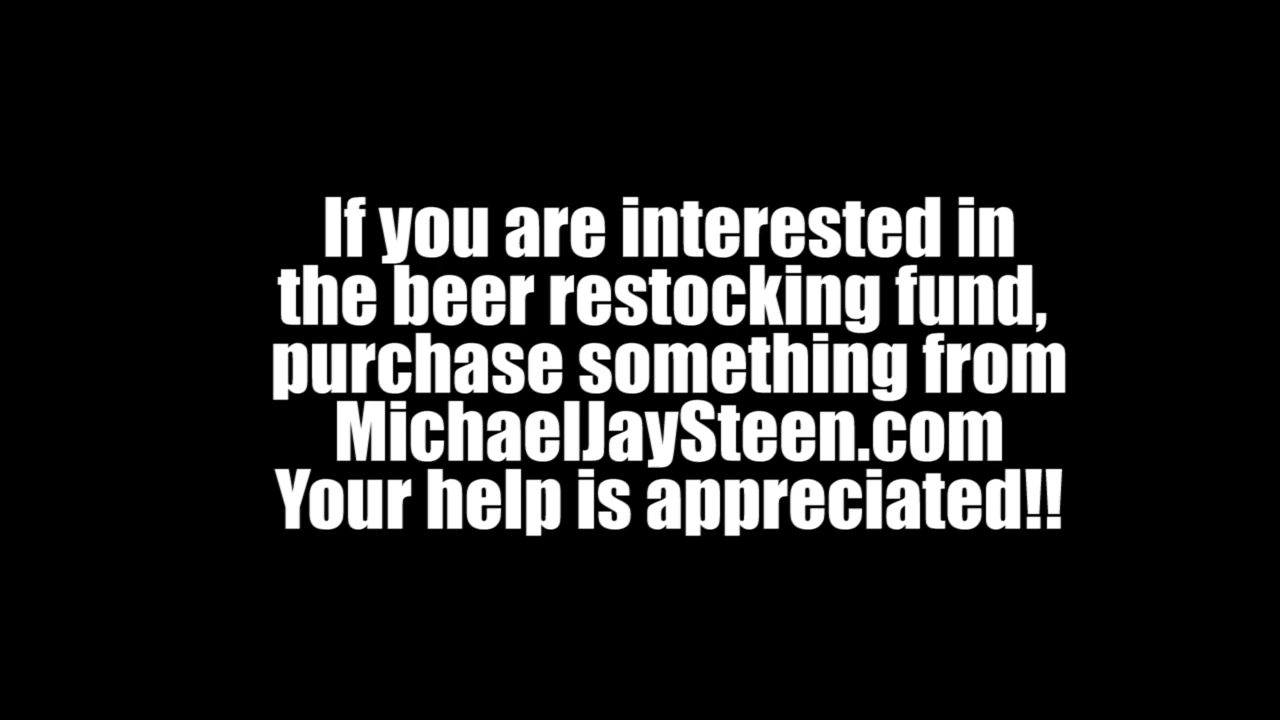 If you are interested in
the beer restocking fund,
purchase something from
MichaelJaySteen.com
Your help is appreciated!!